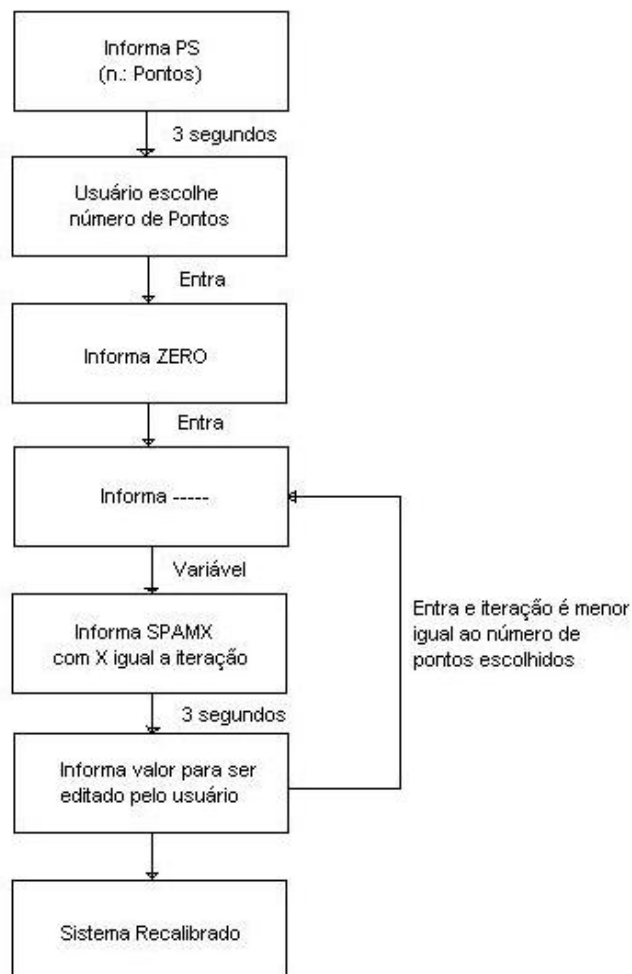 Informa PS
(n.: Pontos)
3 segundos
Usuário escolhe
número de Pontos
Entra
Informa ZERO
Entra
Informa -----
Variável
Informa SPAMX
com X igual a iteração
3 segundos
Entra e iteração é menor
igual ao número de
pontos escolhidos
Informa valor para ser
editado pelo usuário
Sistema Recalibrado